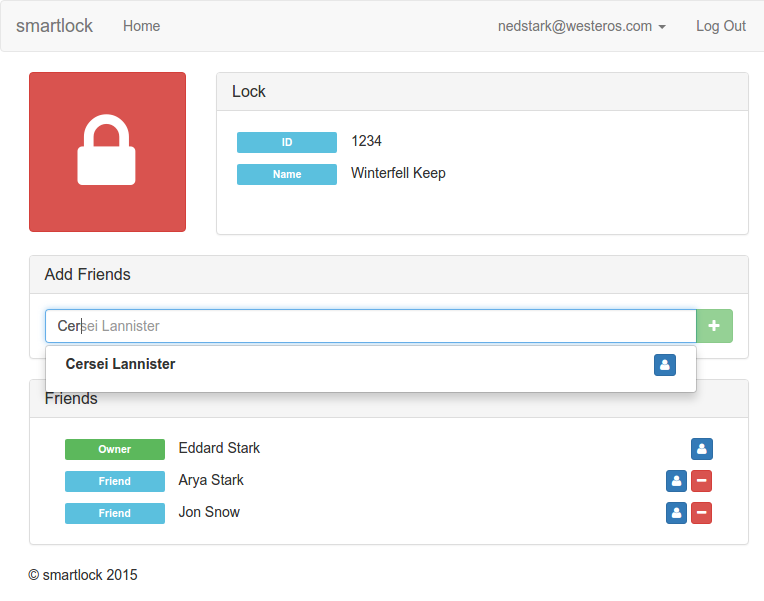 smartlock Home nedstark@westeros.com Log Out
Lock
ID 1234
Name Winterfell Keep
Add Friends
Cersei Lannister
Cersei Lannister
Friends
Owner Eddard Stark
Friend Arya Stark
Friend Jon Snow
© smartlock 2015